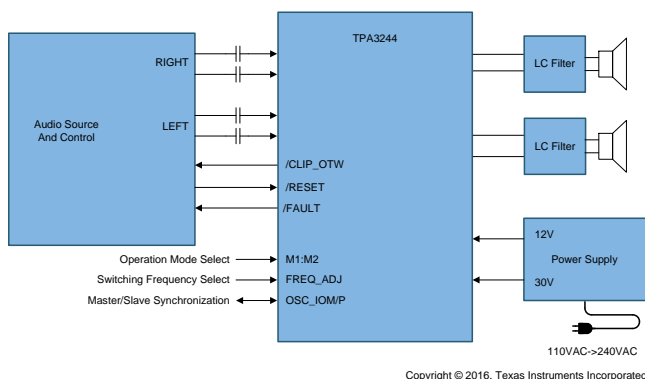 TPA3244
RIGHT
LC Filter
Audio Source
And Control
LEFT
LC Filter
/CLIP_OTW
/RESET
/FAULT
12V
Power Supply
30V
Operation Mode Select
M1:M2
Switching Frequency Select
FREQ_ADJ
Master/Slave Synchronization
OSC_IOM/P
110VAC->240VAC
Copyright © 2016, Texas Instruments Incorporated